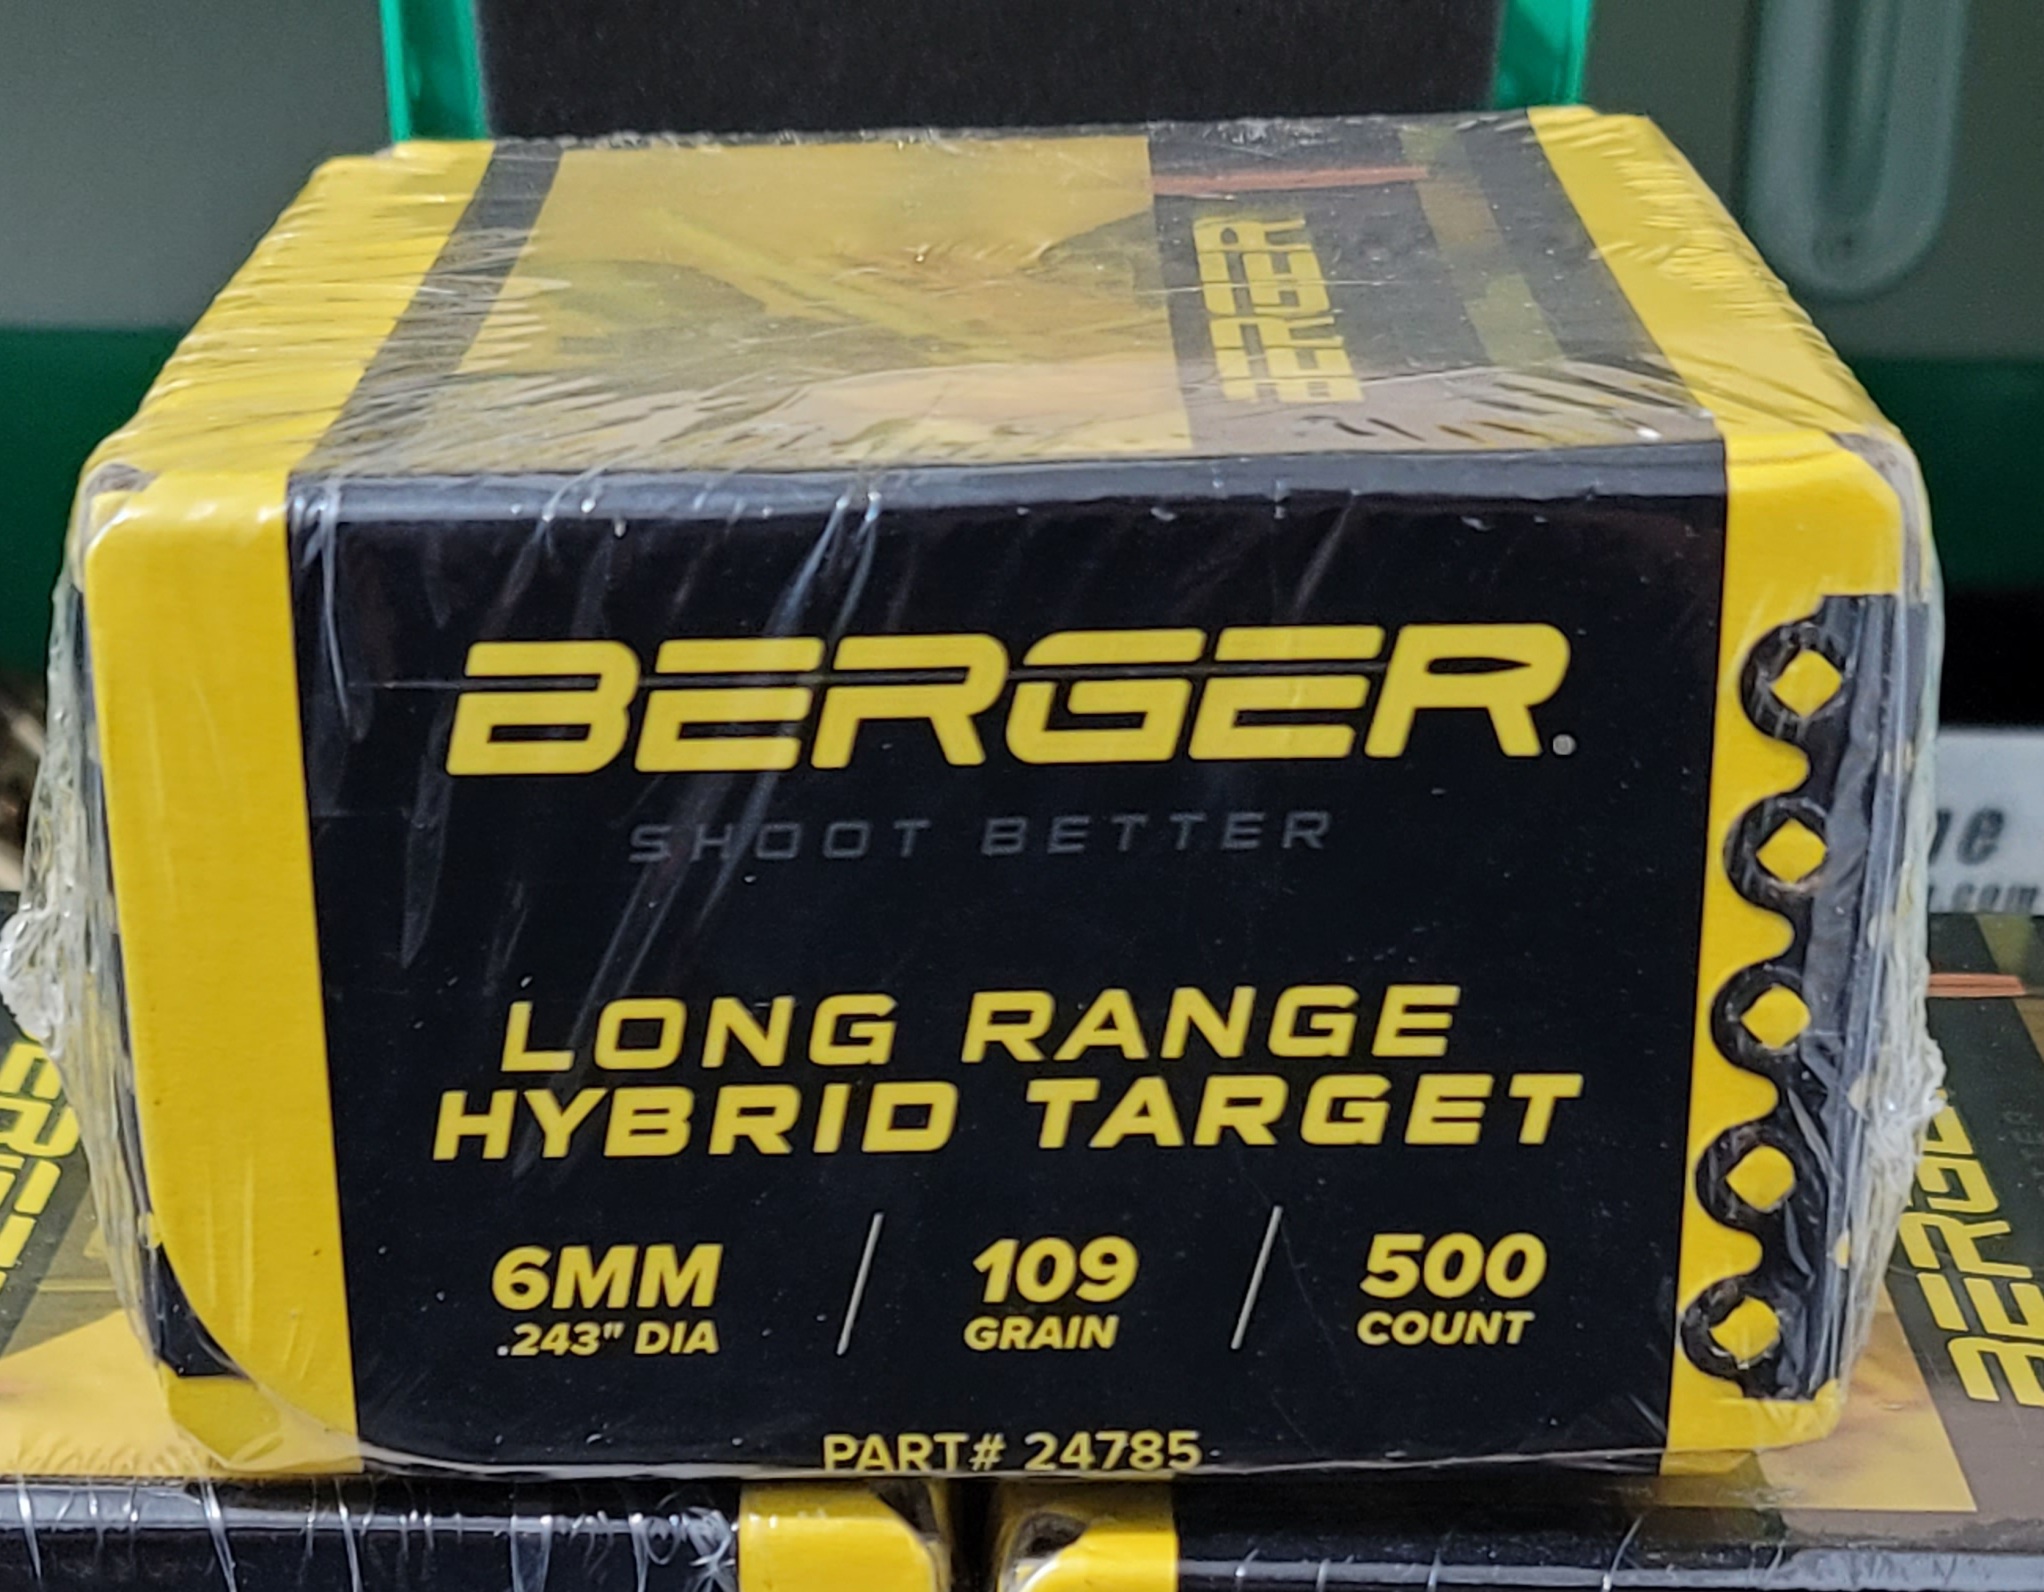 BERGER
BERGER.
SHOOT BETTER
LONG RANGE
HYBRID TARGET
6MM
.243" DIA
109
GRAIN
500
COUNT
PART# 24785
BERGER